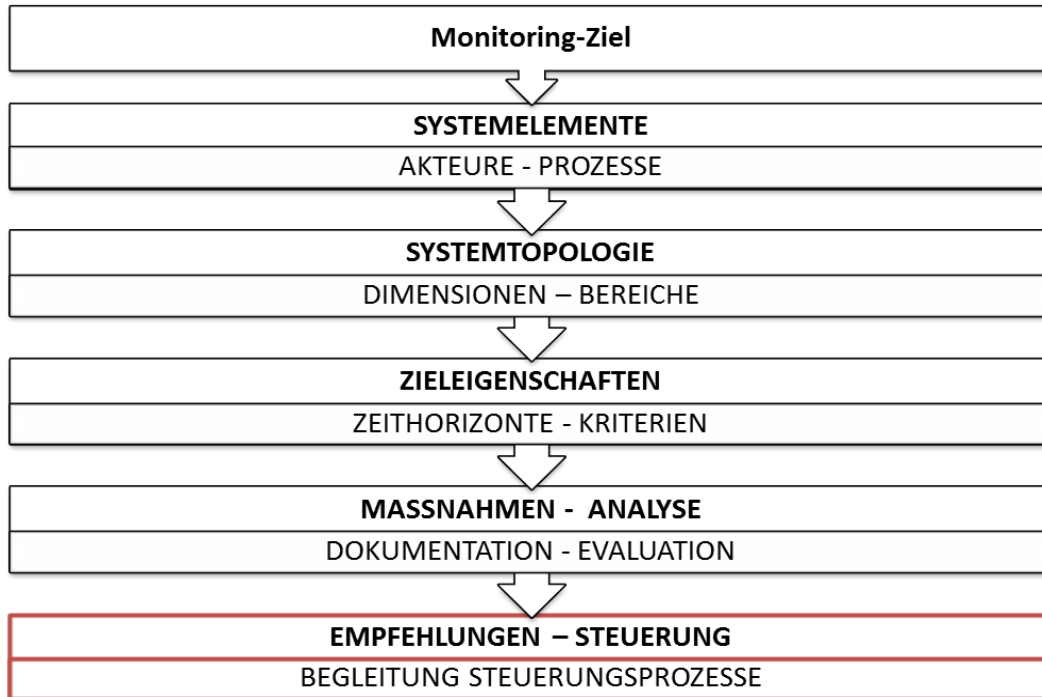 Monitoring-Ziel
SYSTEMELEMENTE
AKTEURE - PROZESSE
SYSTEMTOPOLOGIE
DIMENSIONEN – BEREICHE
ZIELEIGENSCHAFTEN
ZEITHORIZONTE - KRITERIEN
MASSNAHMEN - ANALYSE
DOKUMENTATION - EVALUATION
EMPFEHLUNGEN – STEUERUNG
BEGLEITUNG STEUERUNGSPROZESSE